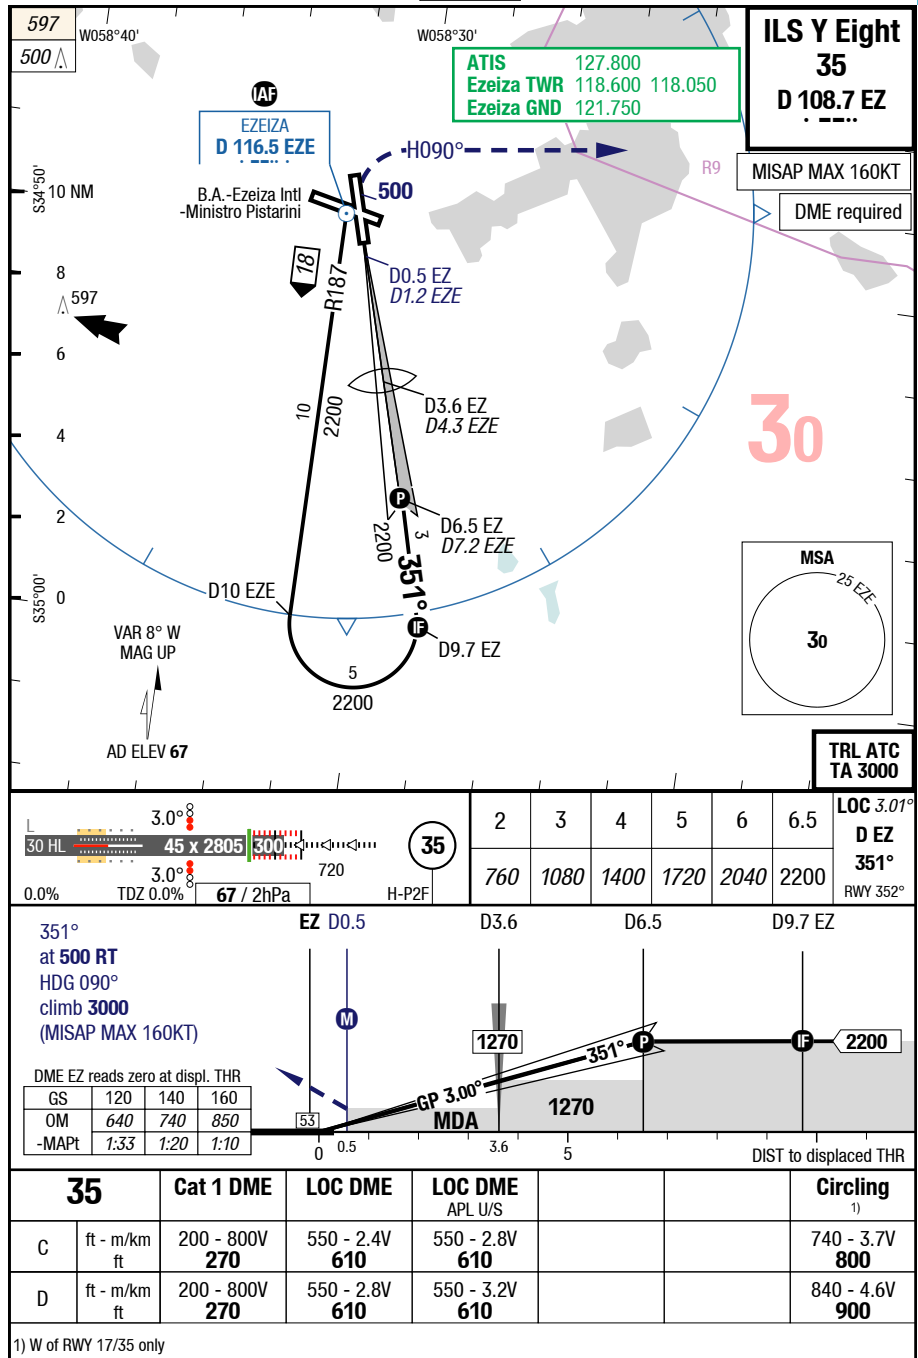 597
500
W058°40'
W058°30'
ILS Y Eight
35
D 108.7 EZ
ATIS 127.800
Ezeiza TWR 118.600 118.050
Ezeiza GND 121.750
MISAP MAX 160KT
DME required
IAF
EZEIZA
D 116.5 EZE
H090°
R9
S34°50'
10 NM
B.A.-Ezeiza Intl
-Ministro Pistarini
500
18
R187
D0.5 EZ
D1.2 EZE
8
597
6
10
2200
D3.6 EZ
D4.3 EZE
30
4
P
D6.5 EZ
D7.2 EZE
2200
3
2
351°
MSA
25 EZE
30
S35°00'
0
D10 EZE
IF
D9.7 EZ
VAR 8° W
MAG UP
5
2200
AD ELEV 67
TRL ATC
TA 3000
L
30 HL
3.0°
45 x 2805
300
720
3.0°
0.0%
TDZ 0.0%
67 / 2hPa
H-P2F
35
2 3 4 5 6 6.5
760 1080 1400 1720 2040 2200
LOC 3.01°
D EZ
351°
RWY 352°
351°
at 500 RT
HDG 090°
climb 3000
(MISAP MAX 160KT)
EZ D0.5 D3.6 D6.5 D9.7 EZ
M
1270
351°
P
IF
2200
GP 3.00°
MDA
1270
53
DME EZ reads zero at displ. THR
GS 120 140 160
OM 640 740 850
-MAPt 1:33 1:20 1:10
0 0.5 3.6 5
DIST to displaced THR
35 Cat 1 DME LOC DME LOC DME Circling
APL U/S 1)
C ft - m/km 200 - 800V 550 - 2.4V 550 - 2.8V 740 - 3.7V
ft 270 610 610 800
D ft - m/km 200 - 800V 550 - 2.8V 550 - 3.2V 840 - 4.6V
ft 270 610 610 900
1) W of RWY 17/35 only